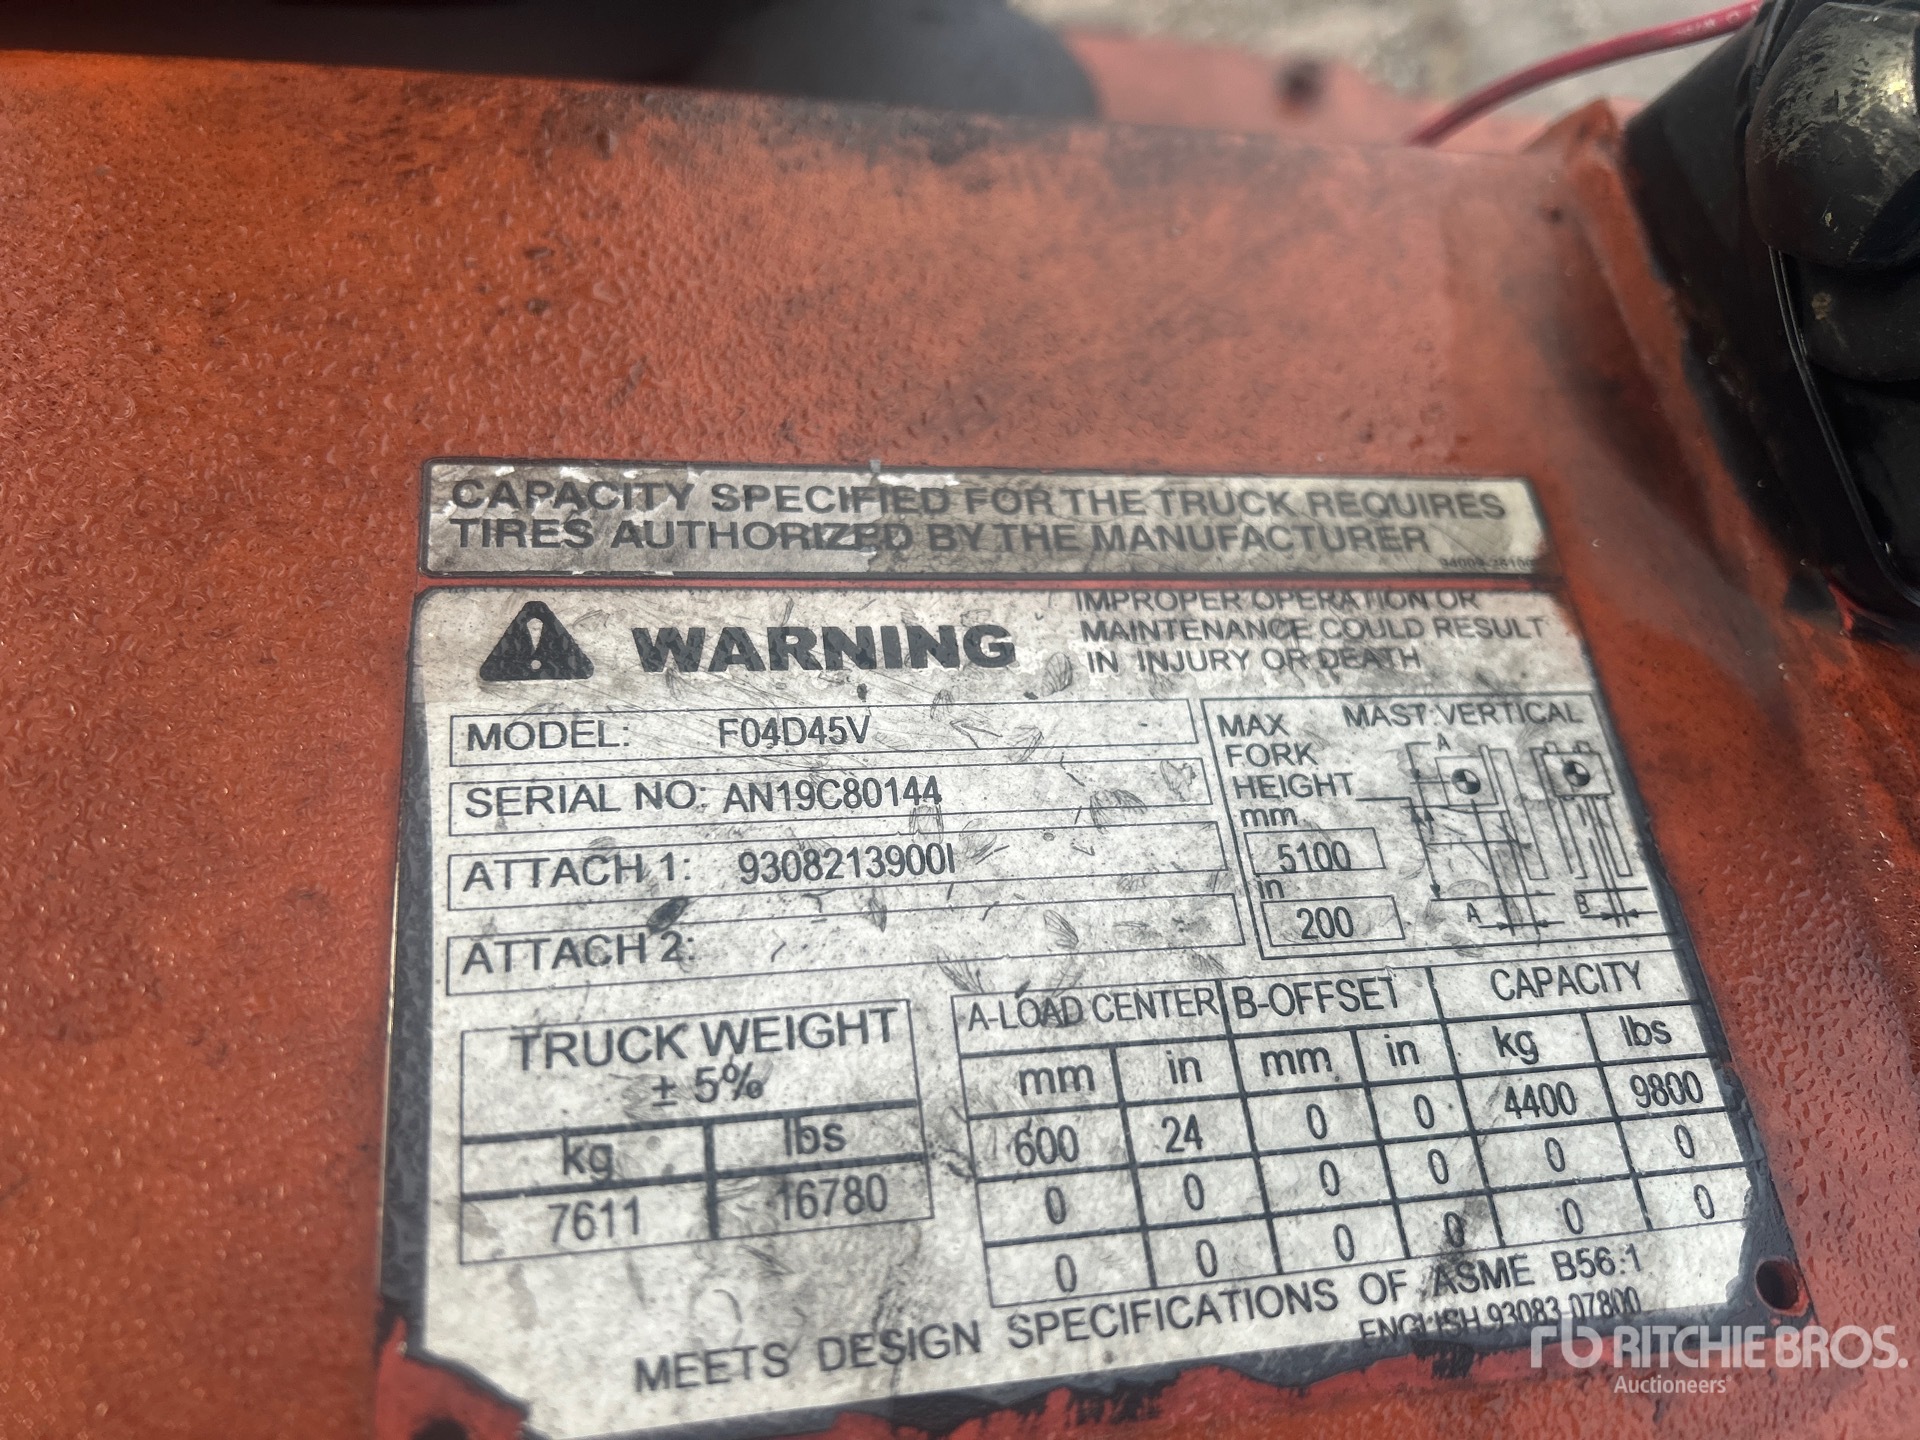 CAPACITY SPECIFIED FOR THE TRUCK REQUIRES
TIRES AUTHORIZED BY THE MANUFACTURER
WARNING
IMPROPER OPERATION OR
MAINTENANCE COULD RESULT
IN INJURY OR DEATH
MODEL: F04D45V
SERIAL NO: AN19C80144
ATTACH 1: 9308213900I
ATTACH 2:
MAX
FORK
HEIGHT
mm
5100
in
200
MAST:VERTICAL
A
A
B
TRUCK WEIGHT
± 5%
kg lbs
7611 16780
A-LOAD CENTER B-OFFSET CAPACITY
mm in mm in kg lbs
600 24 0 0 4400 9800
0 0 0 0 0 0
0 0 0 0 0 0
MEETS DESIGN SPECIFICATIONS OF ASME B56.1
ENGLISH 93083 07800
rb RITCHIE BROS.
Auctioneers